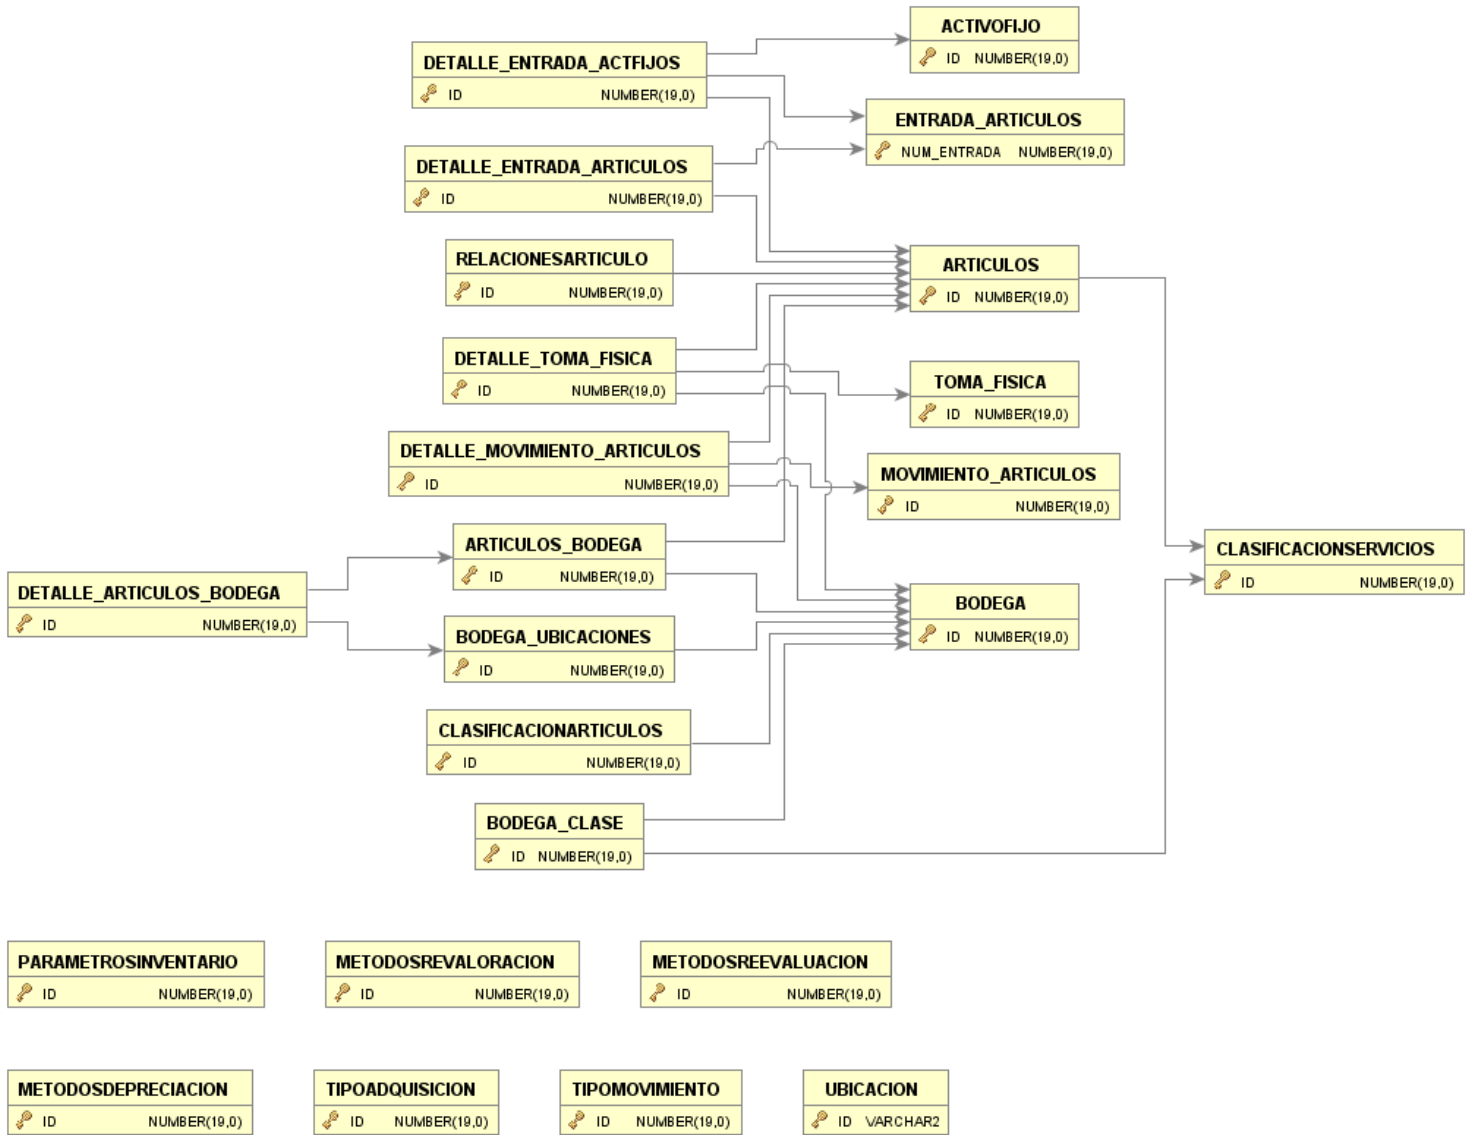 ACTIVOFIJO
ID NUMBER(19,0)
DETALLE_ENTRADA_ACTFIJOS
ID NUMBER(19,0)
ENTRADA_ARTICULOS
NUM_ENTRADA NUMBER(19,0)
DETALLE_ENTRADA_ARTICULOS
ID NUMBER(19,0)
RELACIONESARTICULO
ID NUMBER(19,0)
ARTICULOS
ID NUMBER(19,0)
DETALLE_TOMA_FISICA
ID NUMBER(19,0)
TOMA_FISICA
ID NUMBER(19,0)
DETALLE_MOVIMIENTO_ARTICULOS
ID NUMBER(19,0)
MOVIMIENTO_ARTICULOS
ID NUMBER(19,0)
ARTICULOS_BODEGA
ID NUMBER(19,0)
CLASIFICACIONSERVICIOS
ID NUMBER(19,0)
DETALLE_ARTICULOS_BODEGA
ID NUMBER(19,0)
BODEGA
ID NUMBER(19,0)
BODEGA_UBICACIONES
ID NUMBER(19,0)
CLASIFICACIONARTICULOS
ID NUMBER(19,0)
BODEGA_CLASE
ID NUMBER(19,0)
PARAMETROSINVENTARIO
ID NUMBER(19,0)
METODOSREVALORACION
ID NUMBER(19,0)
METODOSREEVALUACION
ID NUMBER(19,0)
METODOSDEPRECIACION
ID NUMBER(19,0)
TIPOADQUISICION
ID NUMBER(19,0)
TIPOMOVIMIENTO
ID NUMBER(19,0)
UBICACION
ID VARCHAR2